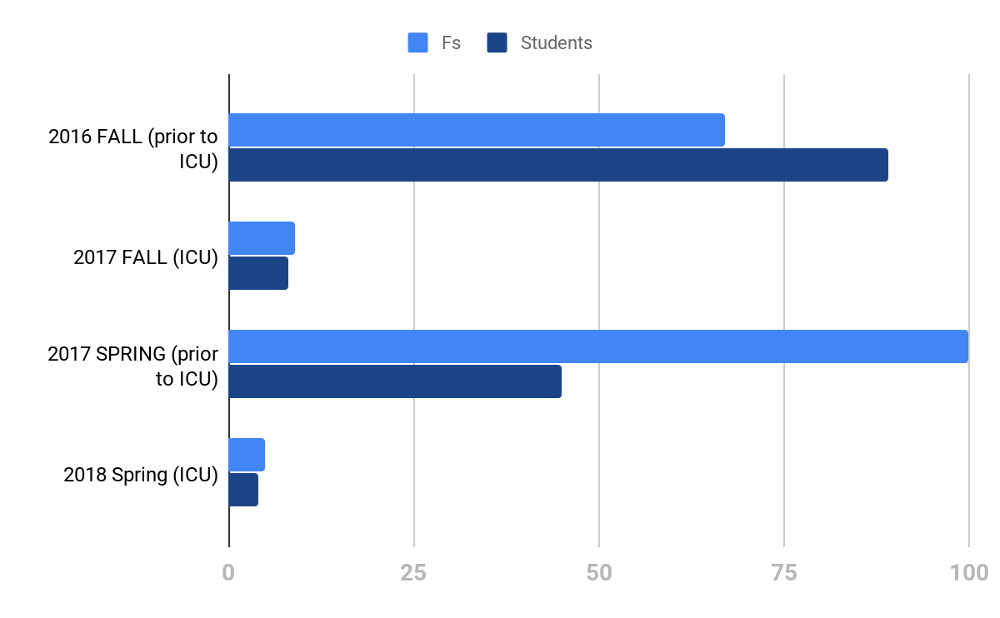 Fs Students
2016 FALL (prior to
ICU)
2017 FALL (ICU)
2017 SPRING (prior
to ICU)
2018 Spring (ICU)
0 25 50 75 100